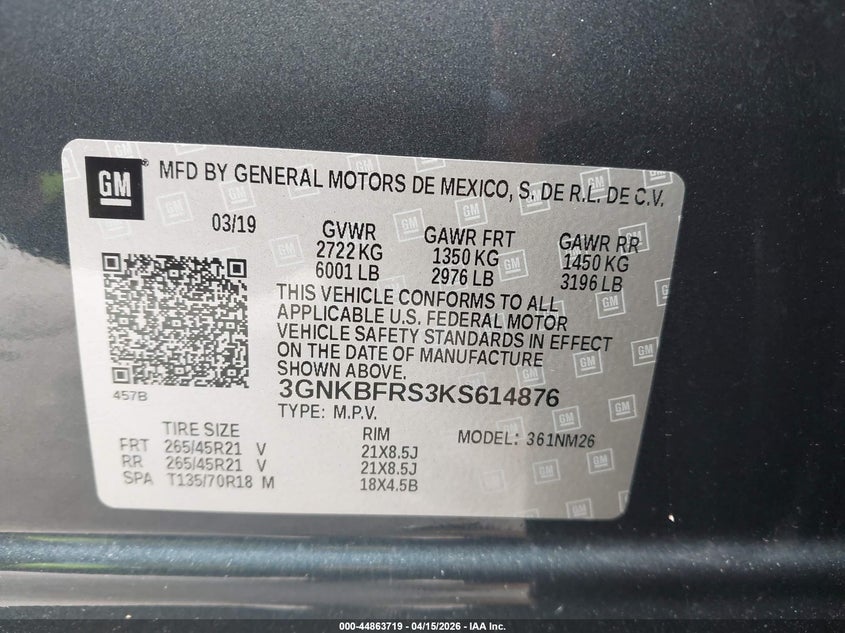 GM ® MFD BY GENERAL MOTORS DE MEXICO, S. DE R.L. DE C.V.
03/19 GVWR GAWR FRT GAWR RR
2722 KG 1350 KG 1450 KG
6001 LB 2976 LB 3196 LB
THIS VEHICLE CONFORMS TO ALL
APPLICABLE U.S. FEDERAL MOTOR
VEHICLE SAFETY STANDARDS IN EFFECT
ON THE DATE OF MANUFACTURE
SHOWN ABOVE.
457B
3GNKBFRS3KS614876
TYPE: M.P.V.
TIRE SIZE RIM MODEL: 361NM26
FRT 265/45R21 V 21X8.5J
RR 265/45R21 V 21X8.5J
SPA T135/70R18 M 18X4.5B
000-44863719 - 04/15/2026 - IAA Inc.